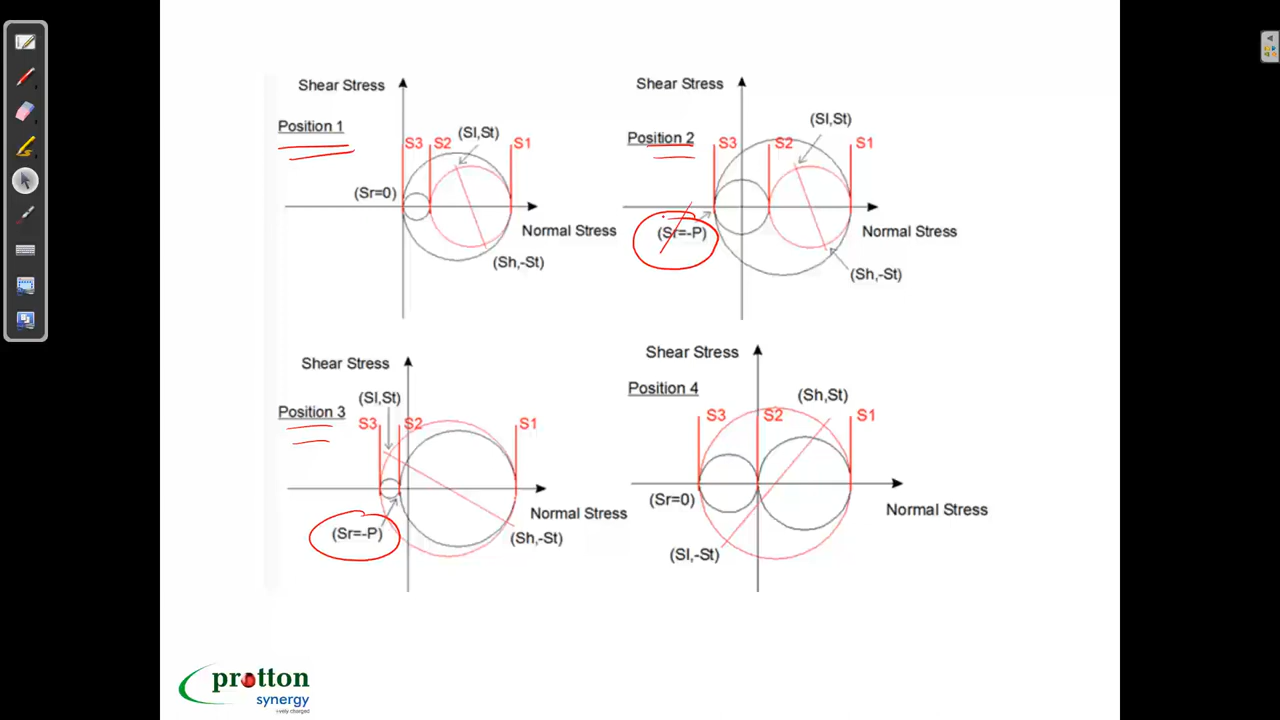 Shear Stress
Position 1
S3 S2 (Sl,St) S1
(Sr=0)
Normal Stress
(Sh,-St)
Shear Stress
Position 2
S3 (Sl,St) S2 S1
(Sr=-P)
Normal Stress
(Sh,-St)
Shear Stress
Position 3
(Sl,St)
S3 S2 S1
Normal Stress
(Sr=-P)
(Sh,-St)
Shear Stress
Position 4
(Sh,St)
S3 S2 S1
(Sr=0)
Normal Stress
(Sl,-St)
protton
synergy